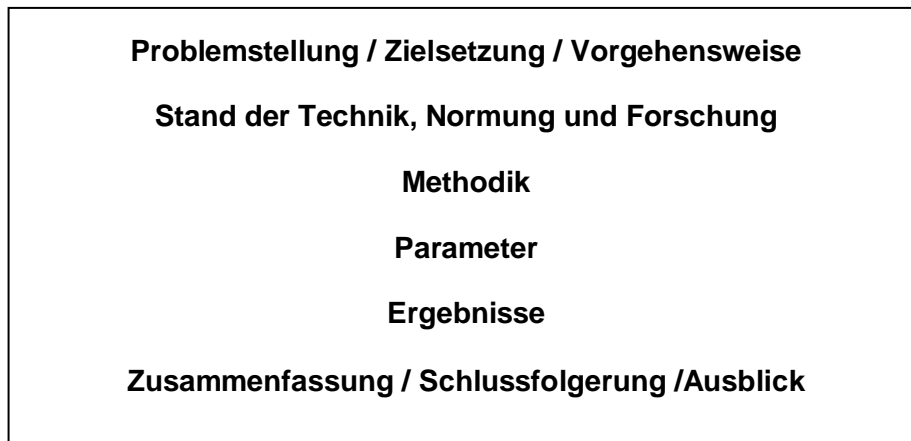 Problemstellung / Zielsetzung / Vorgehensweise
Stand der Technik, Normung und Forschung
Methodik
Parameter
Ergebnisse
Zusammenfassung / Schlussfolgerung /Ausblick